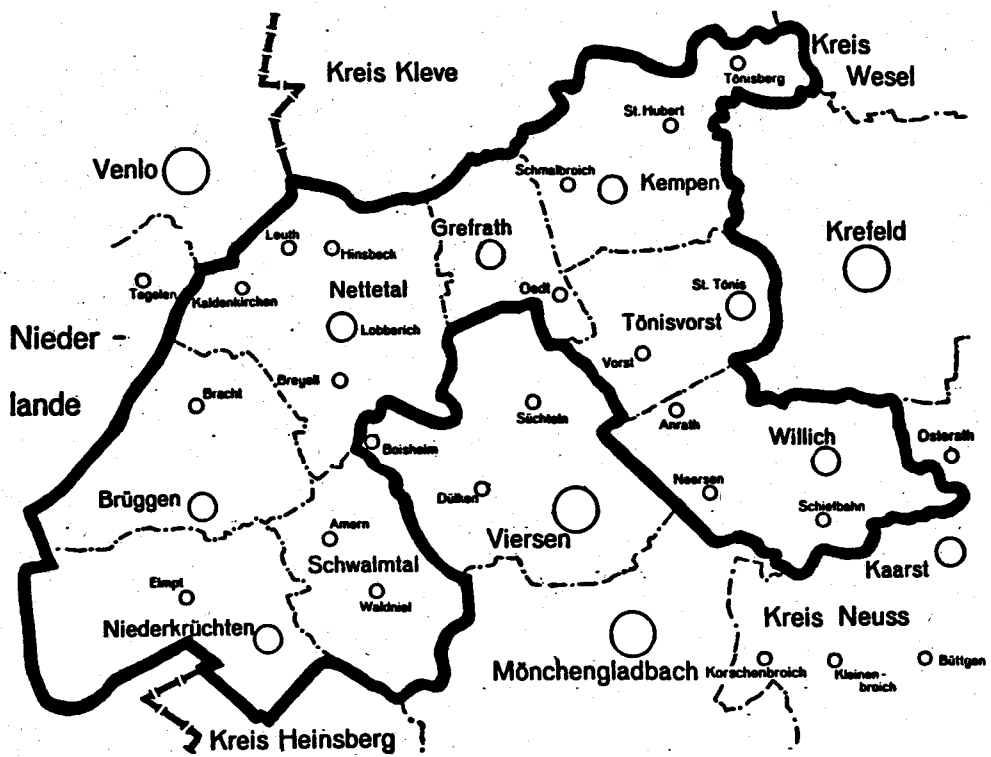 Kreis Kleve
Kreis
Wesel
Tönisberg
St. Hubert
Venlo
Schmalbroich
Kempen
Grefrath
Krefeld
Leuth
Hinsbeck
Tegelen
Kaldenkirchen
Nettetal
Oedt
St. Tönis
Lobberich
Tönisvorst
Nieder -
lande
Vorst
Breyell
Bracht
Süchteln
Anrath
Boisheim
Willich
Osterath
Brüggen
Dülken
Neersen
Schiefbahn
Amern
Viersen
Schwalmtal
Kaarst
Elmpt
Waldniel
Niederkrüchten
Kreis Neuss
Mönchengladbach
Korschenbroich
Kleinen-
broich
Büttgen
Kreis Heinsberg